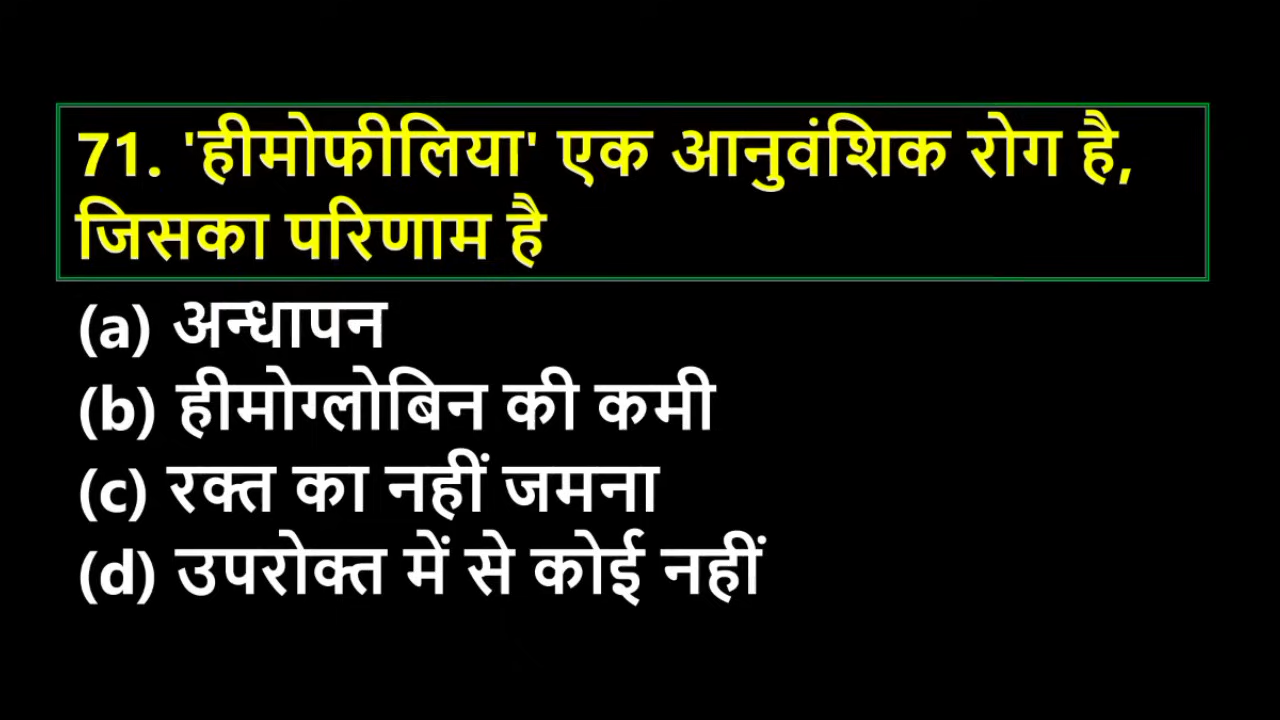 71. 'हीमोफीलिया' एक आनुवंशिक रोग है,
जिसका परिणाम है
(a) अन्धापन
(b) हीमोग्लोबिन की कमी
(c) रक्त का नहीं जमना
(d) उपरोक्त में से कोई नहीं